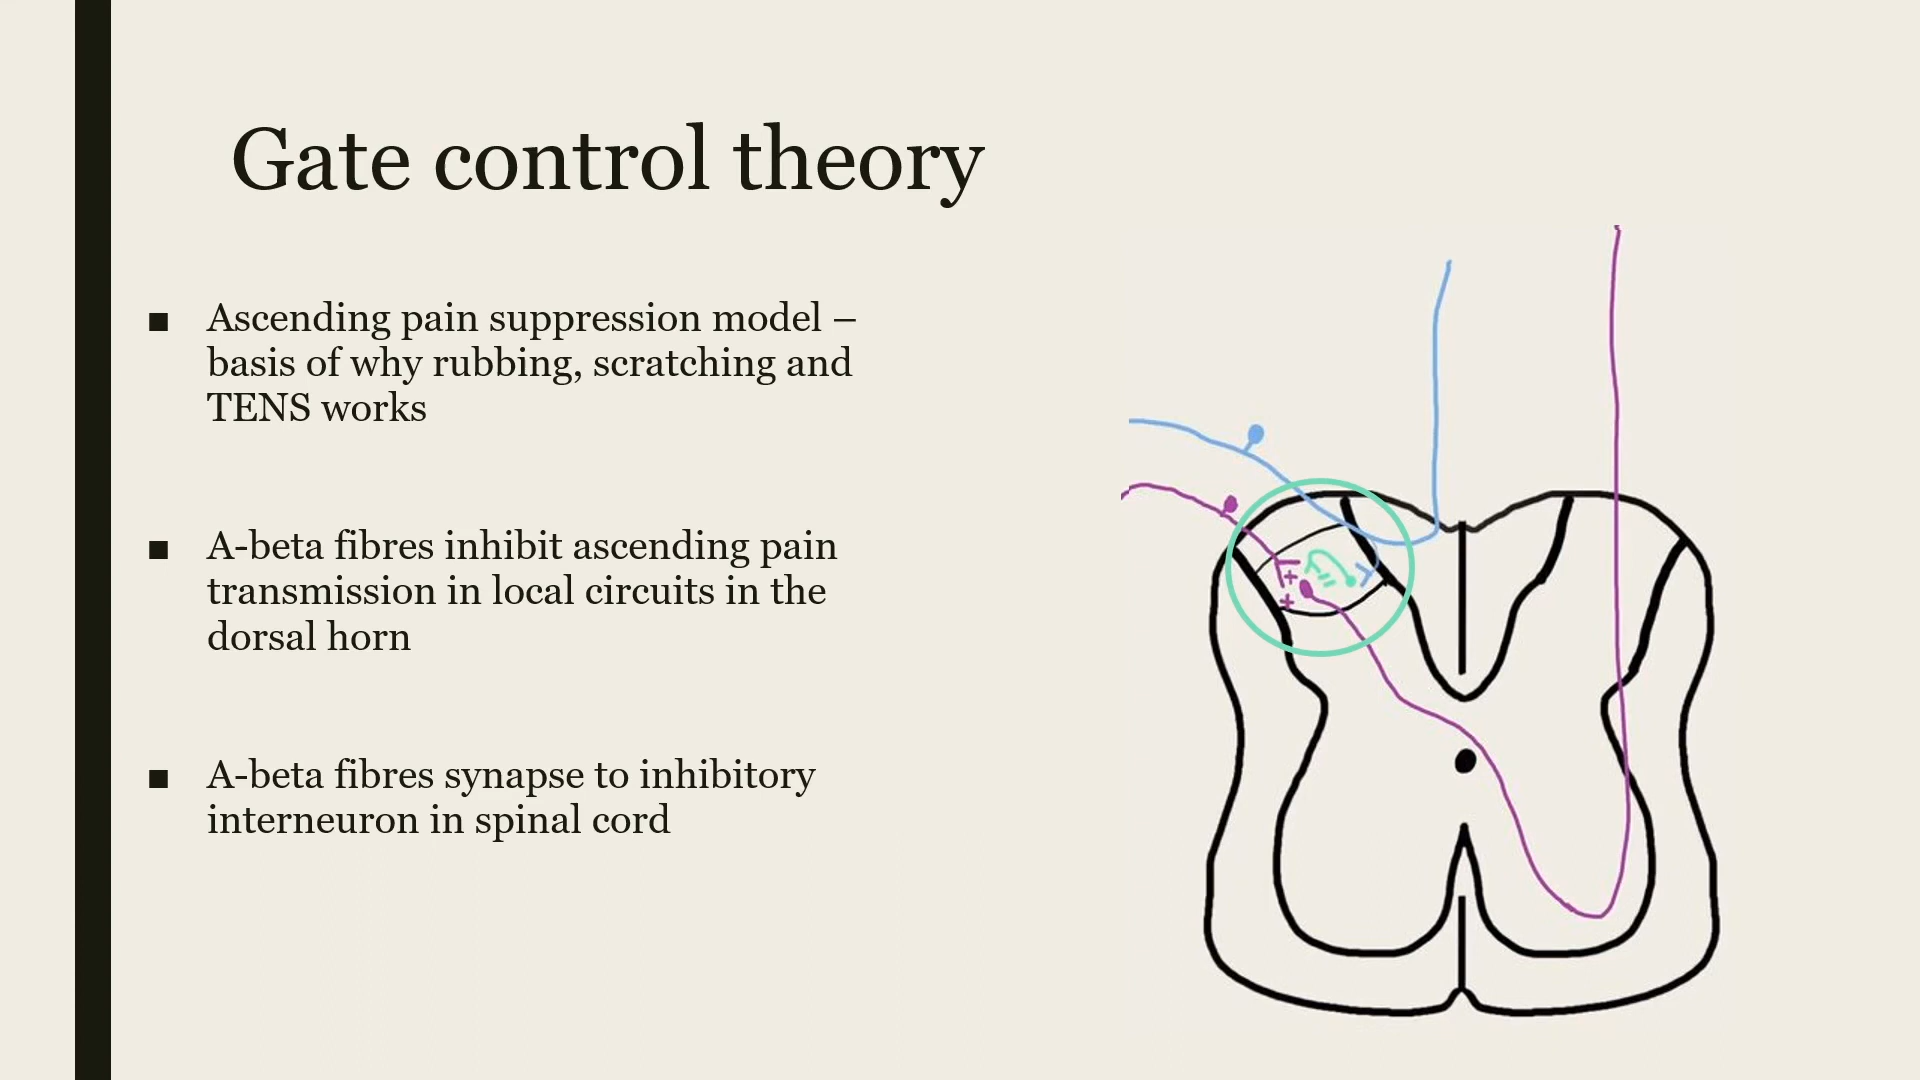 Gate control theory
■ Ascending pain suppression model –
basis of why rubbing, scratching and
TENS works
■ A-beta fibres inhibit ascending pain
transmission in local circuits in the
dorsal horn
■ A-beta fibres synapse to inhibitory
interneuron in spinal cord